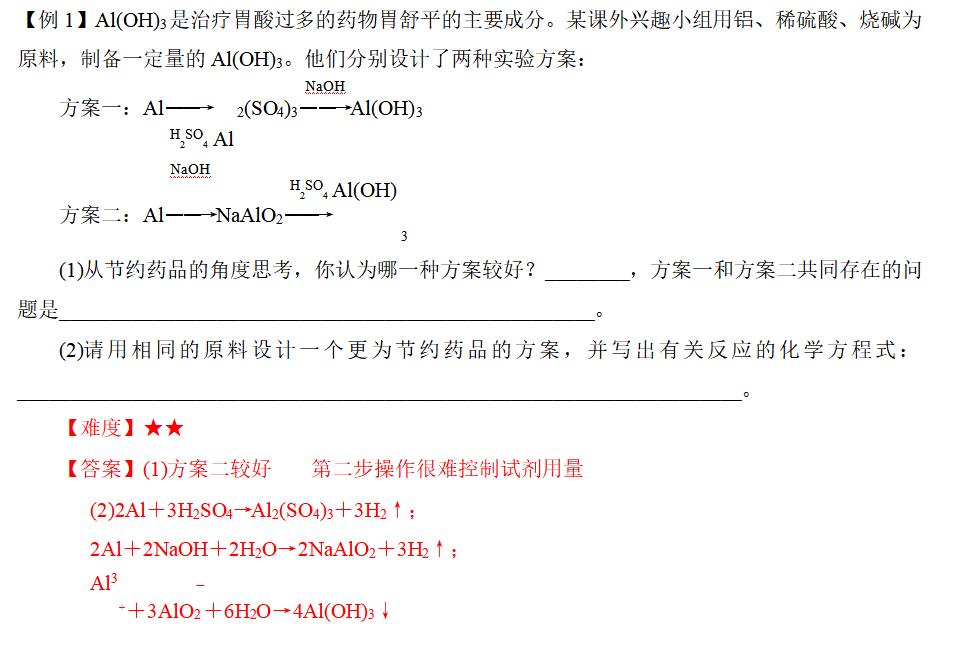 【例 1】Al(OH)₃是治疗胃酸过多的药物胃舒平的主要成分。某课外兴趣小组用铝、稀硫酸、烧碱为
原料，制备一定量的 Al(OH)₃。他们分别设计了两种实验方案：
NaOH
方案一：Al——→ ₂(SO₄)₃——→Al(OH)₃
H₂SO₄ Al
NaOH
H₂SO₄ Al(OH)
方案二：Al——→NaAlO₂——→
3
(1)从节约药品的角度思考，你认为哪一种方案较好？________，方案一和方案二共同存在的问
题是______________________________________________________。
(2)请用相同的原料设计一个更为节约药品的方案，并写出有关反应的化学方程式：
________________________________________________________________________。
【难度】★★
【答案】(1)方案二较好 第二步操作很难控制试剂用量
(2)2Al＋3H₂SO₄→Al₂(SO₄)₃＋3H₂↑；
2Al＋2NaOH＋2H₂O→2NaAlO₂＋3H₂↑；
Al³ −
⁺＋3AlO₂＋6H₂O→4Al(OH)₃↓